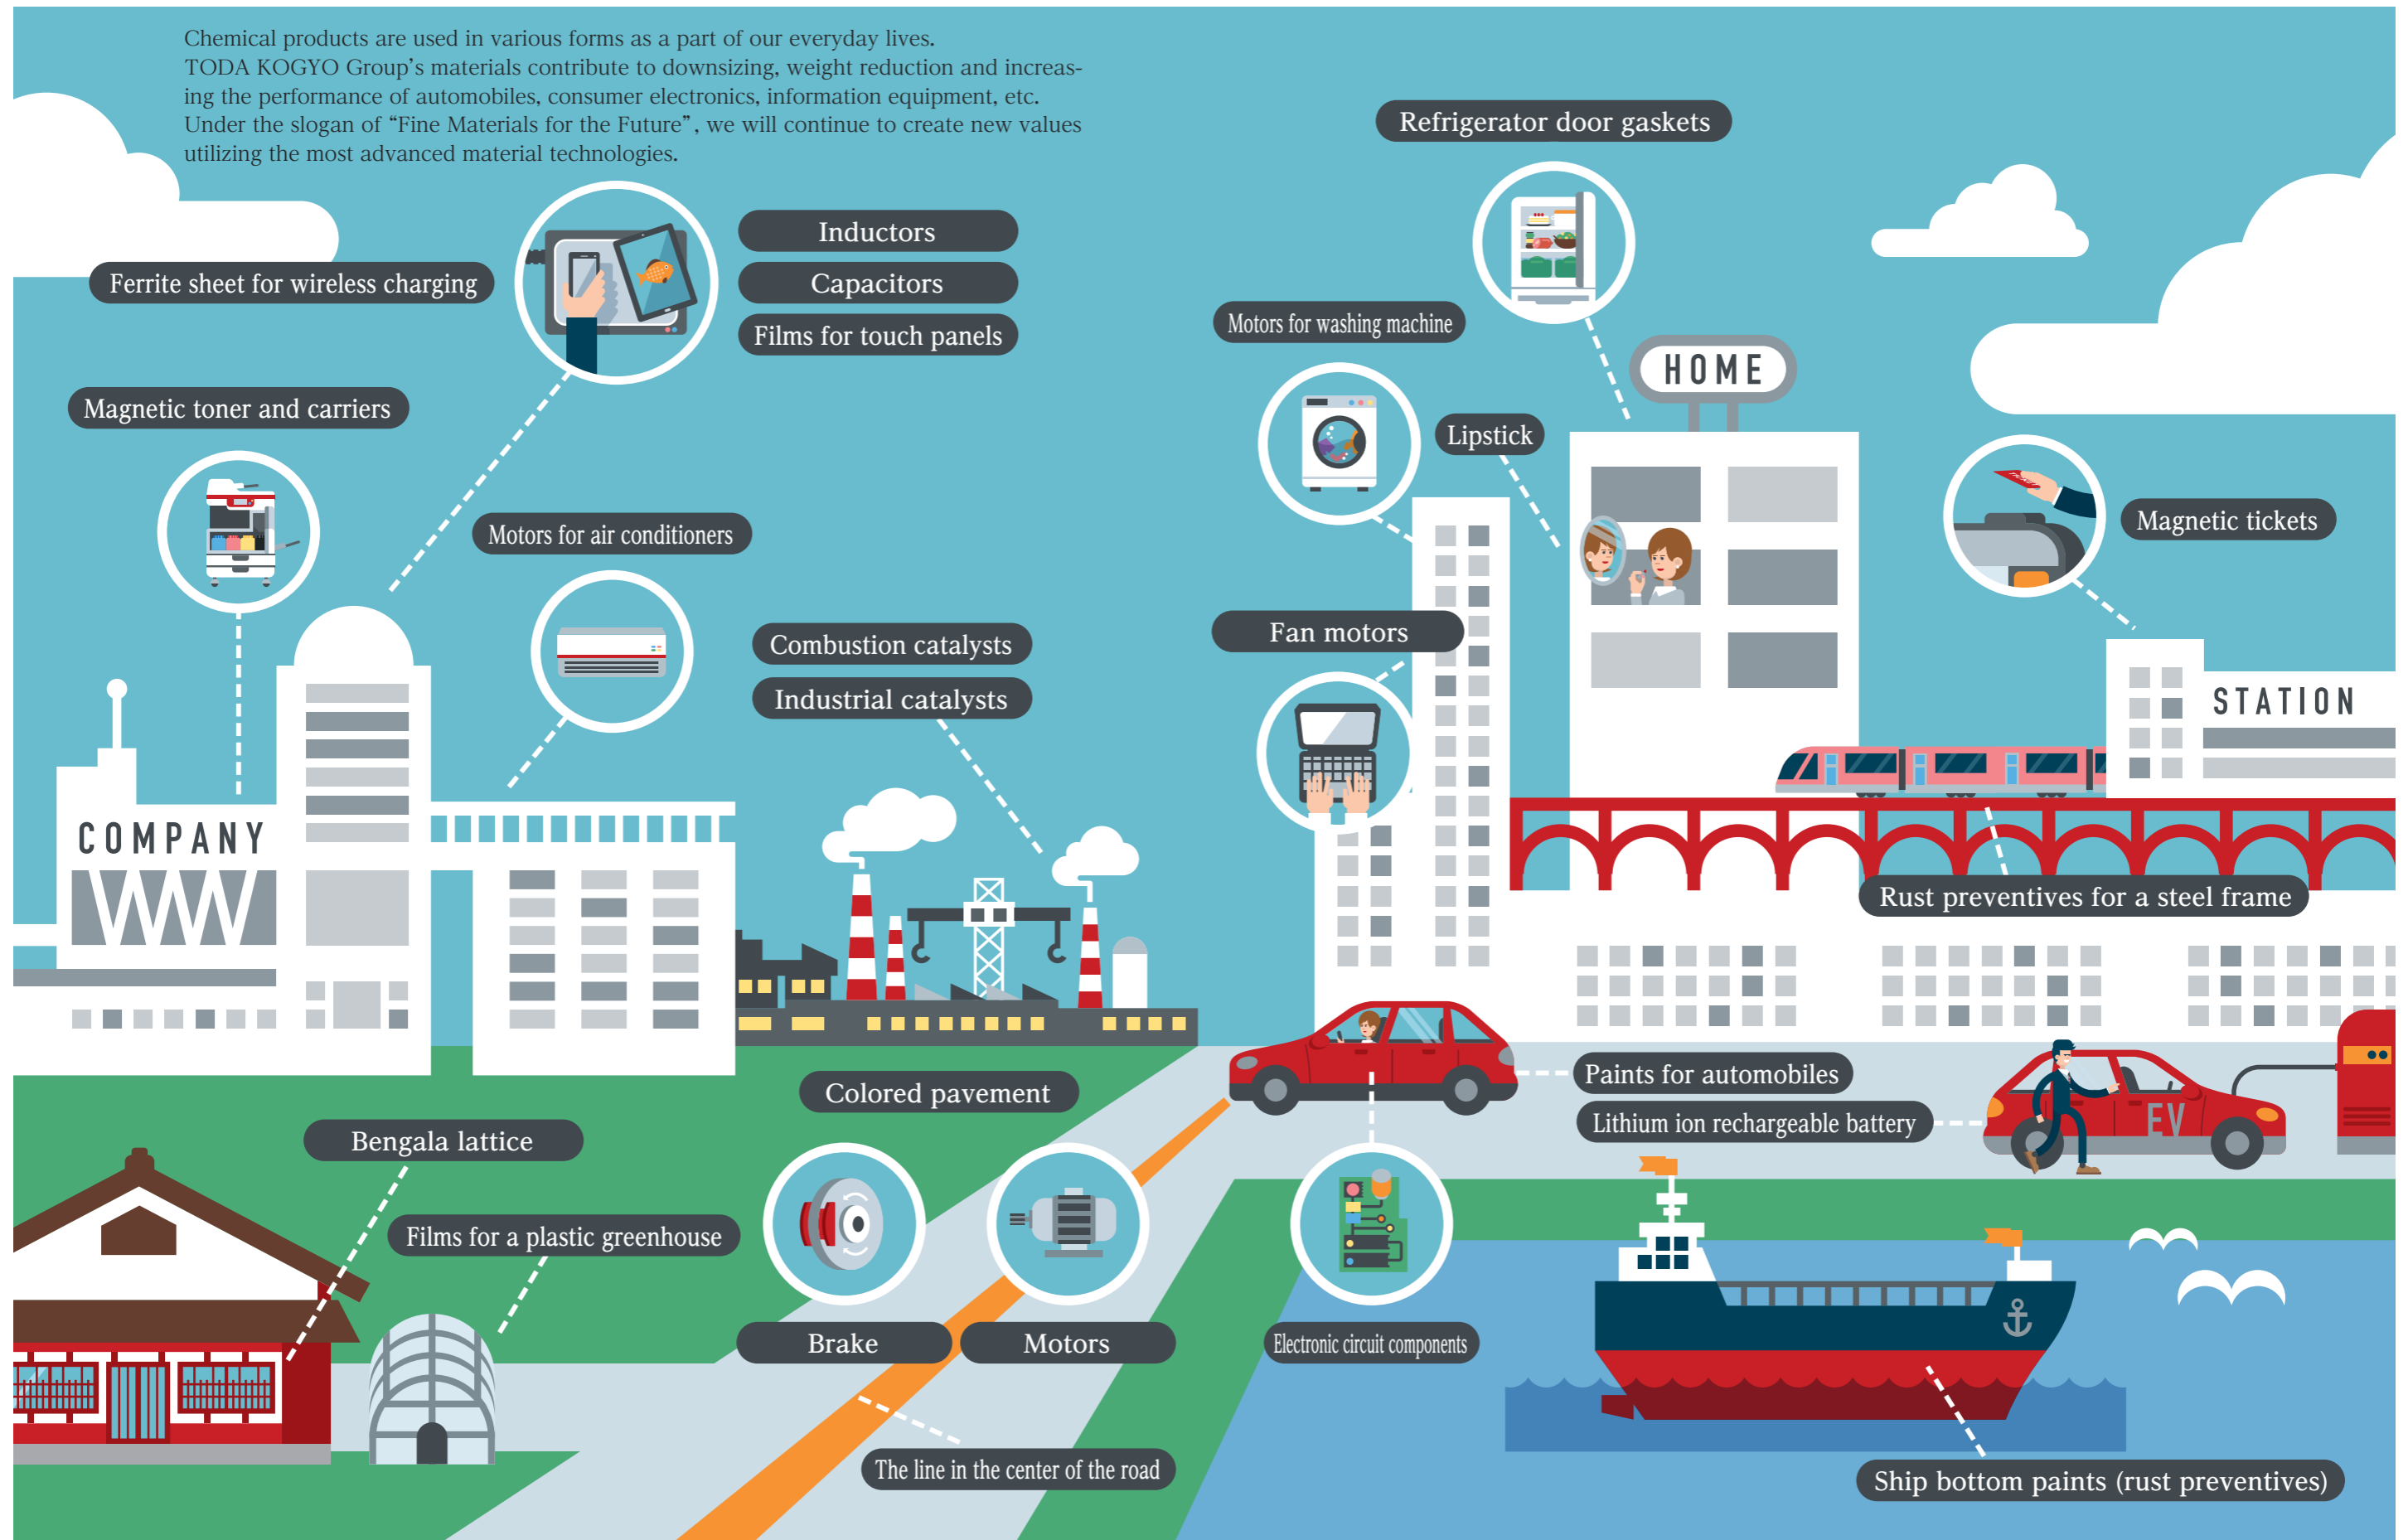 Chemical products are used in various forms as a part of our everyday lives.
TODA KOGYO Group's materials contribute to downsizing, weight reduction and increas-
ing the performance of automobiles, consumer electronics, information equipment, etc.
Under the slogan of “Fine Materials for the Future”, we will continue to create new values
utilizing the most advanced material technologies.
Refrigerator door gaskets
Inductors
Capacitors
Films for touch panels
Ferrite sheet for wireless charging
Motors for washing machine
HOME
Magnetic toner and carriers
Lipstick
Motors for air conditioners
Magnetic tickets
Combustion catalysts
Industrial catalysts
Fan motors
STATION
COMPANY
Rust preventives for a steel frame
Colored pavement
Paints for automobiles
Lithium ion rechargeable battery
EV
Bengala lattice
Films for a plastic greenhouse
Brake
Motors
Electronic circuit components
The line in the center of the road
Ship bottom paints (rust preventives)